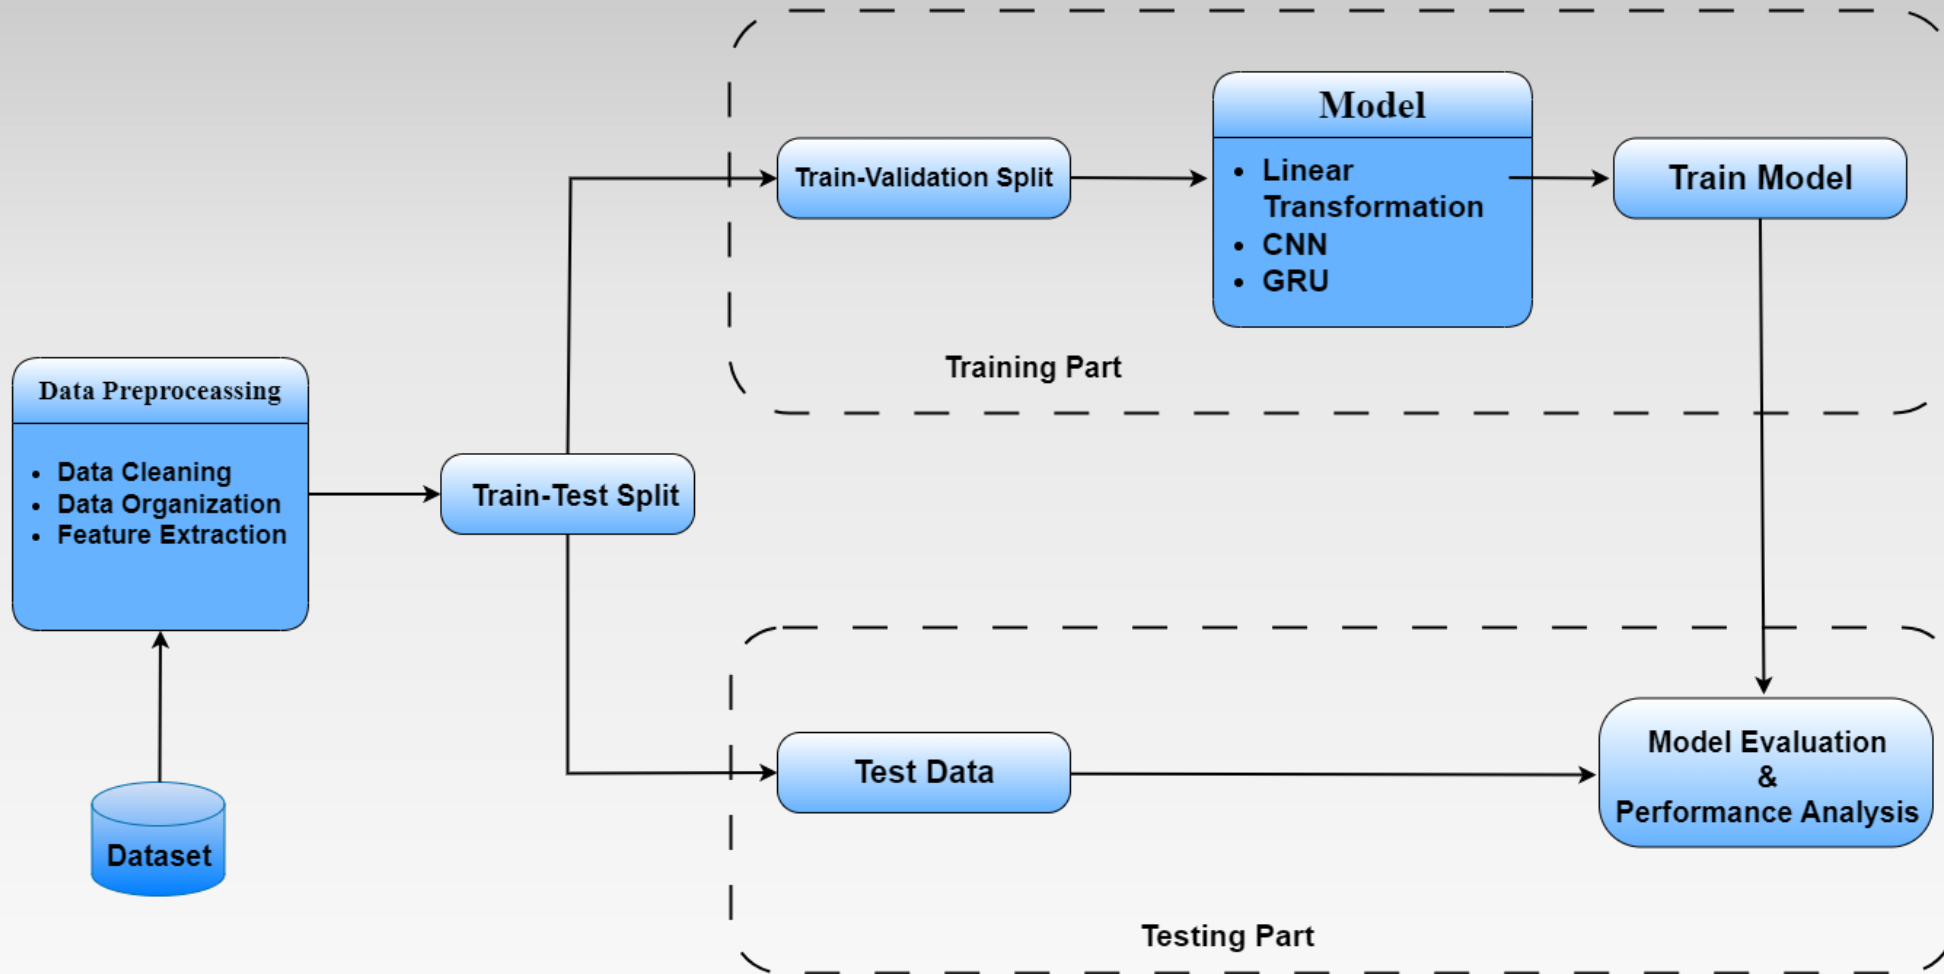 Dataset
Data Preproceassing
• Data Cleaning
• Data Organization
• Feature Extraction
Train-Test Split
Train-Validation Split
Model
• Linear
Transformation
• CNN
• GRU
Train Model
Training Part
Test Data
Model Evaluation
&
Performance Analysis
Testing Part